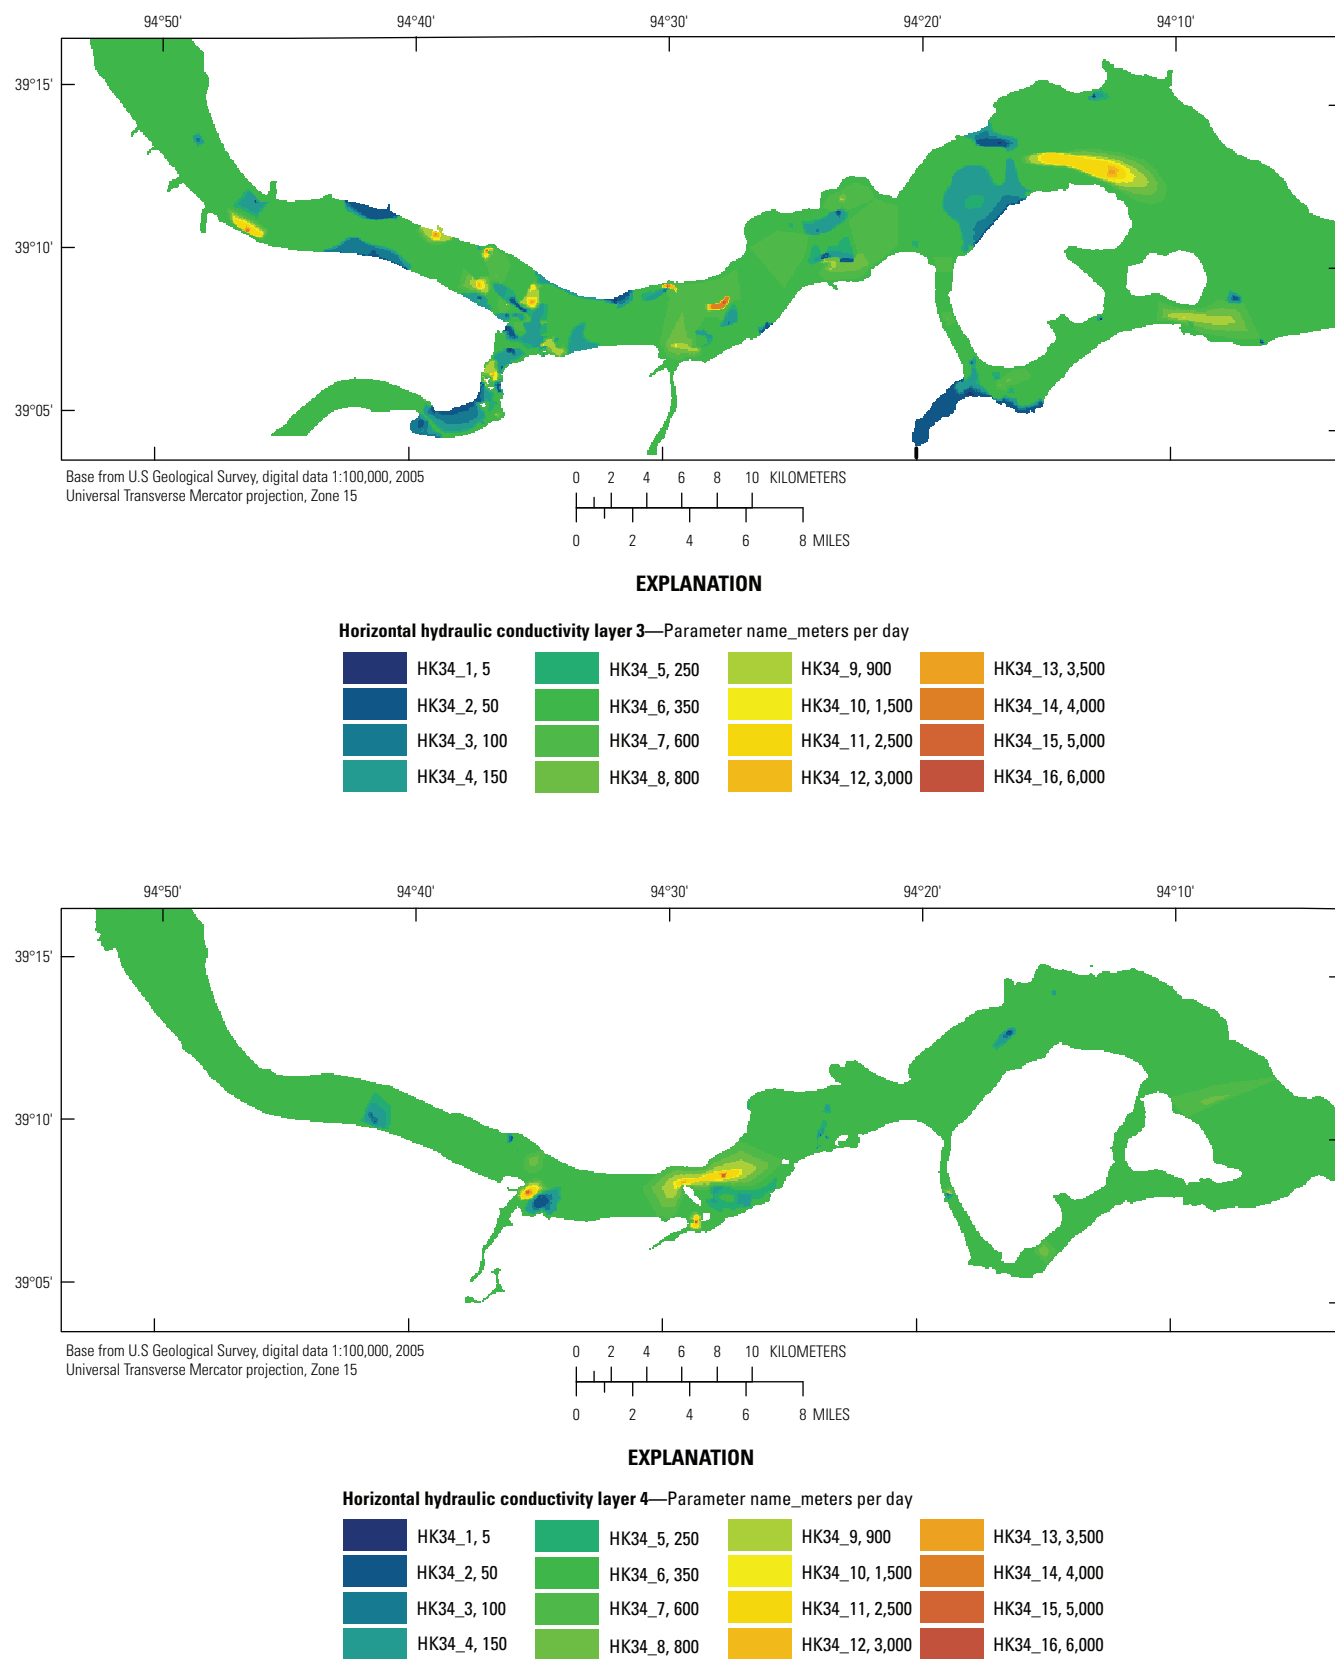 94°50' 94°40' 94°30' 94°20' 94°10'
39°15'
39°10'
39°05'
Base from U.S Geological Survey, digital data 1:100,000, 2005
Universal Transverse Mercator projection, Zone 15
0 2 4 6 8 10 KILOMETERS
0 2 4 6 8 MILES
EXPLANATION
Horizontal hydraulic conductivity layer 3—Parameter name_meters per day
HK34_1, 5
HK34_2, 50
HK34_3, 100
HK34_4, 150
HK34_5, 250
HK34_6, 350
HK34_7, 600
HK34_8, 800
HK34_9, 900
HK34_10, 1,500
HK34_11, 2,500
HK34_12, 3,000
HK34_13, 3,500
HK34_14, 4,000
HK34_15, 5,000
HK34_16, 6,000
94°50' 94°40' 94°30' 94°20' 94°10'
39°15'
39°10'
39°05'
Base from U.S Geological Survey, digital data 1:100,000, 2005
Universal Transverse Mercator projection, Zone 15
0 2 4 6 8 10 KILOMETERS
0 2 4 6 8 MILES
EXPLANATION
Horizontal hydraulic conductivity layer 4—Parameter name_meters per day
HK34_1, 5
HK34_2, 50
HK34_3, 100
HK34_4, 150
HK34_5, 250
HK34_6, 350
HK34_7, 600
HK34_8, 800
HK34_9, 900
HK34_10, 1,500
HK34_11, 2,500
HK34_12, 3,000
HK34_13, 3,500
HK34_14, 4,000
HK34_15, 5,000
HK34_16, 6,000